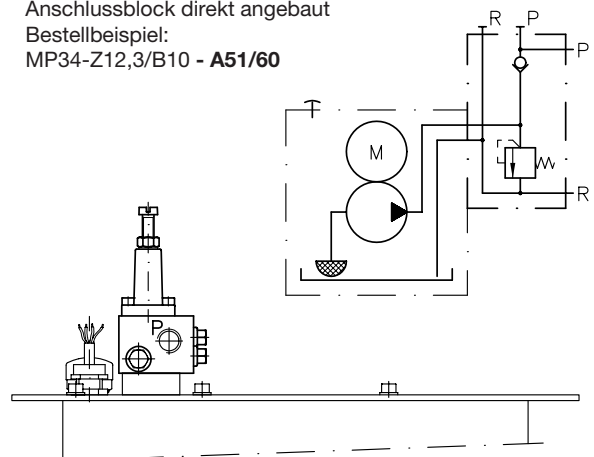 Anschlussblock direkt angebaut
Bestellbeispiel:
MP34-Z12,3/B10 - A51/60
R P
P
M
R
P